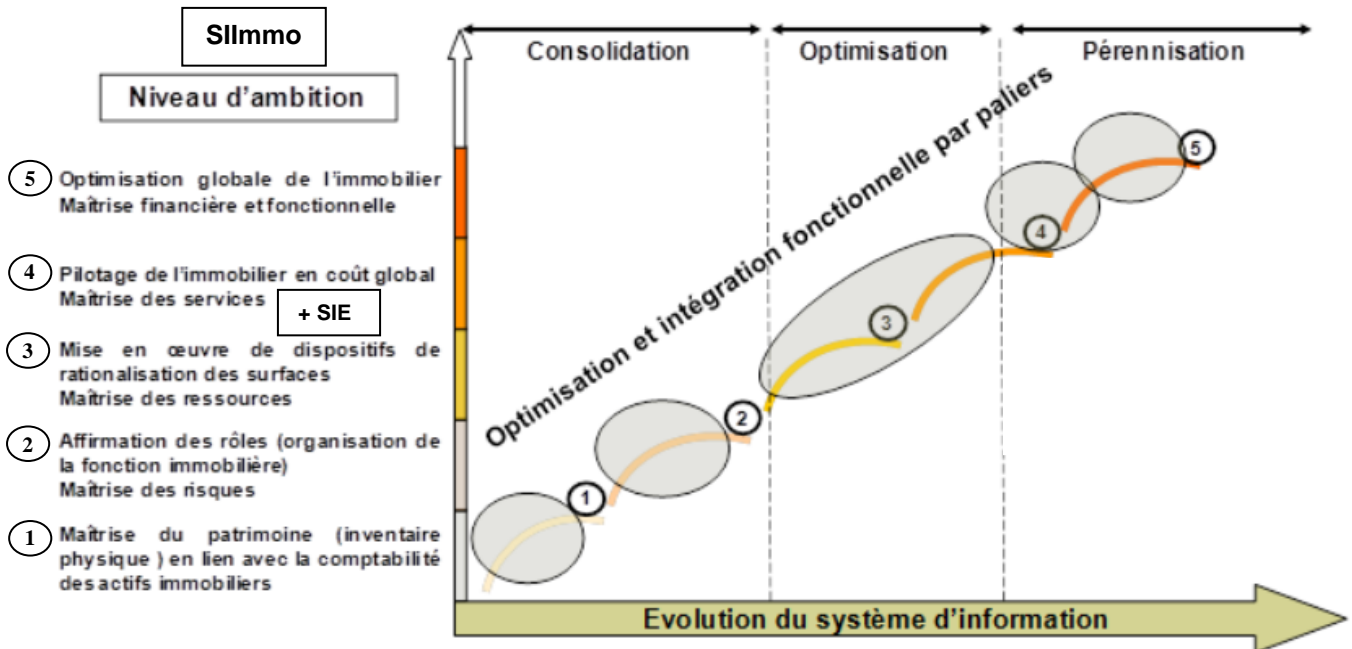 SIImmo
Niveau d'ambition
5 Optimisation globale de l'immobilier
Maîtrise financière et fonctionnelle
4 Pilotage de l'immobilier en coût global
Maîtrise des services
+ SIE
3 Mise en œuvre de dispositifs de
rationalisation des surfaces
Maîtrise des ressources
2 Affirmation des rôles (organisation de
la fonction immobilière)
Maîtrise des risques
1 Maîtrise du patrimoine (inventaire
physique ) en lien avec la comptabilité
des actifs immobiliers
Consolidation
Optimisation
Pérennisation
Optimisation et intégration fonctionnelle par paliers
1
2
3
4
5
Evolution du système d'information